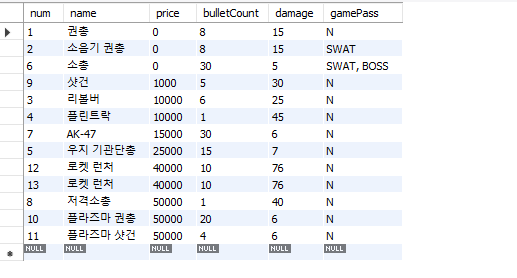 num name price bulletCount damage gamePass
1 권총 0 8 15 N
2 소음기 권총 0 8 15 SWAT
6 소총 0 30 5 SWAT, BOSS
9 샷건 1000 5 30 N
3 리볼버 10000 6 25 N
4 플린트락 10000 1 45 N
7 AK-47 15000 30 6 N
5 우지 기관단총 25000 15 7 N
12 로켓 런처 40000 10 76 N
13 로켓 런처 40000 10 76 N
8 저격소총 50000 1 40 N
10 플라즈마 권총 50000 20 6 N
11 플라즈마 샷건 50000 4 6 N
NULL NULL NULL NULL NULL NULL